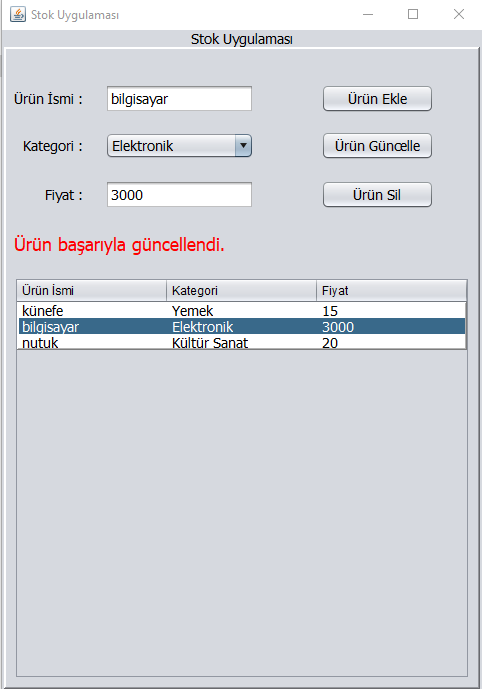 Stok Uygulaması
Stok Uygulaması
Ürün İsmi : bilgisayar Ürün Ekle
Kategori : Elektronik Ürün Güncelle
Fiyat : 3000 Ürün Sil
Ürün başarıyla güncellendi.
Ürün İsmi Kategori Fiyat
künefe Yemek 15
bilgisayar Elektronik 3000
nutuk Kültür Sanat 20